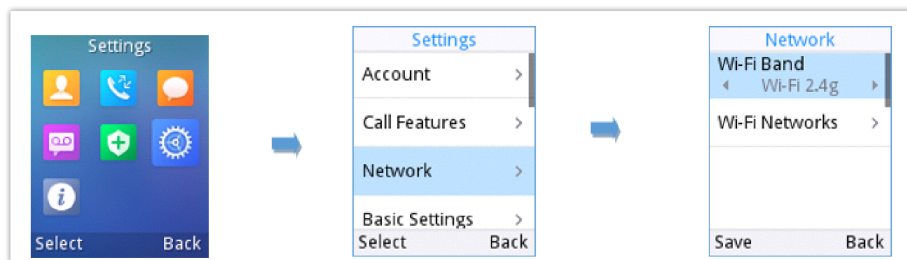 Settings
Select Back
Settings
Account
Call Features
Network
Basic Settings
Select Back
Network
Wi-Fi Band
Wi-Fi 2.4g
Wi-Fi Networks
Save Back